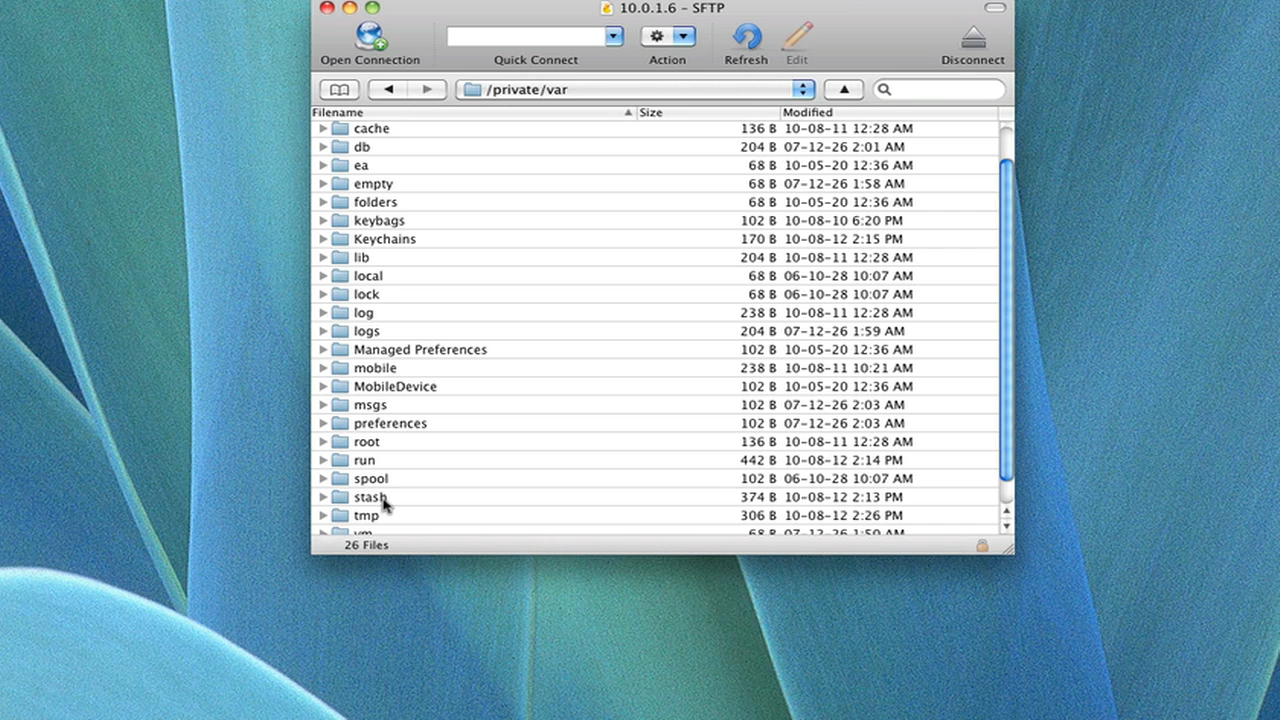 10.0.1.6 – SFTP
Open Connection Quick Connect Action Refresh Edit Disconnect
/private/var
Filename Size Modified
cache 136 B 10-08-11 12:28 AM
db 204 B 07-12-26 2:01 AM
ea 68 B 10-05-20 12:36 AM
empty 68 B 07-12-26 1:58 AM
folders 68 B 10-05-20 12:36 AM
keybags 102 B 10-08-10 6:20 PM
Keychains 170 B 10-08-12 2:15 PM
lib 204 B 10-08-11 12:28 AM
local 68 B 06-10-28 10:07 AM
lock 68 B 06-10-28 10:07 AM
log 238 B 10-08-11 12:28 AM
logs 204 B 07-12-26 1:59 AM
Managed Preferences 102 B 10-05-20 12:36 AM
mobile 238 B 10-08-11 10:21 AM
MobileDevice 102 B 10-05-20 12:36 AM
msgs 102 B 07-12-26 2:03 AM
preferences 102 B 07-12-26 2:03 AM
root 136 B 10-08-11 12:28 AM
run 442 B 10-08-12 2:14 PM
spool 102 B 06-10-28 10:07 AM
stash 374 B 10-08-12 2:13 PM
tmp 306 B 10-08-12 2:26 PM
vm 68 B
26 Files